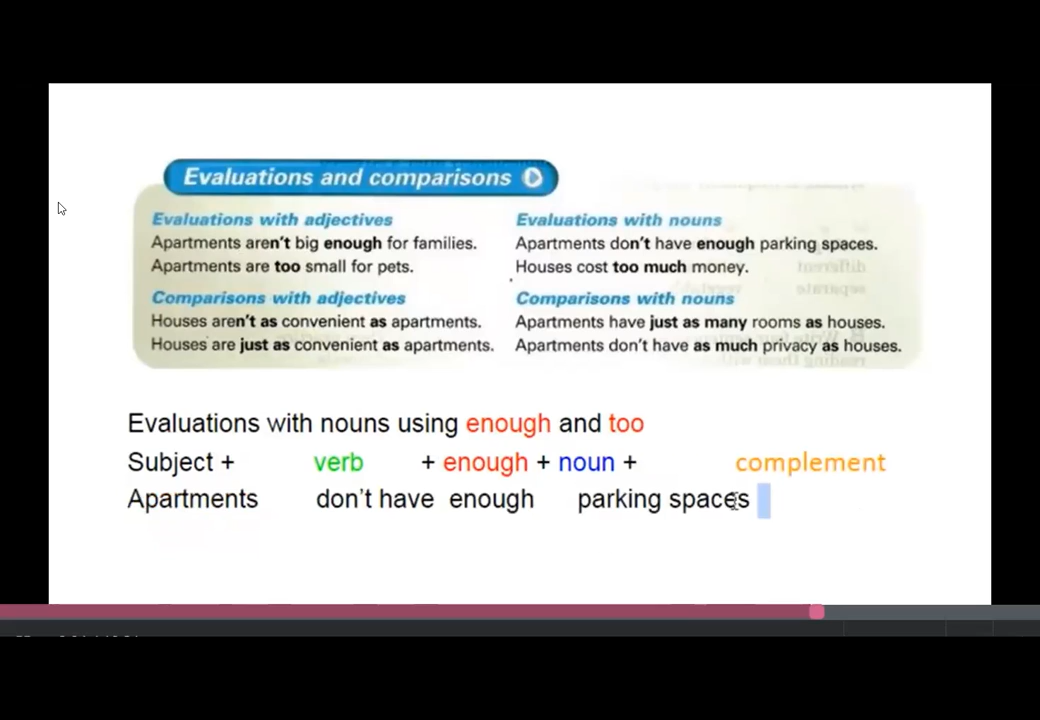 Evaluations and comparisons
Evaluations with adjectives
Apartments aren't big enough for families.
Apartments are too small for pets.
Comparisons with adjectives
Houses aren't as convenient as apartments.
Houses are just as convenient as apartments.
Evaluations with nouns
Apartments don't have enough parking spaces.
Houses cost too much money.
Comparisons with nouns
Apartments have just as many rooms as houses.
Apartments don't have as much privacy as houses.
Evaluations with nouns using enough and too
Subject + verb + enough + noun + complement
Apartments don't have enough parking spaces